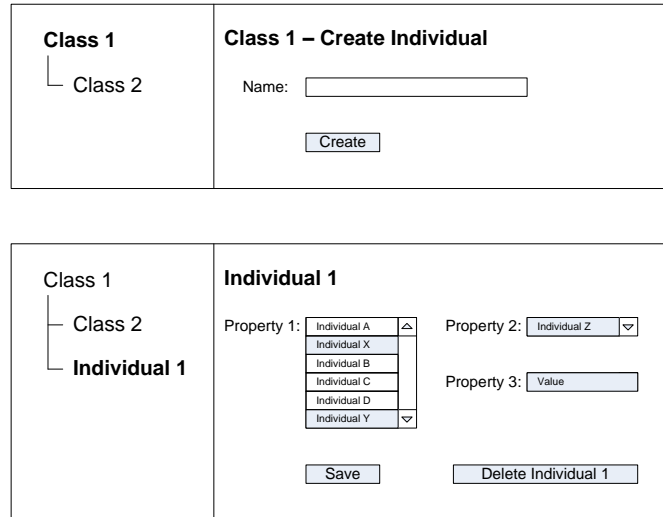 Class 1
Class 2
Class 1 – Create Individual
Name:
Create
Class 1
Class 2
Individual 1
Individual 1
Property 1:
Individual A
Individual X
Individual B
Individual C
Individual D
Individual Y
Property 2: Individual Z
Property 3: Value
Save
Delete Individual 1